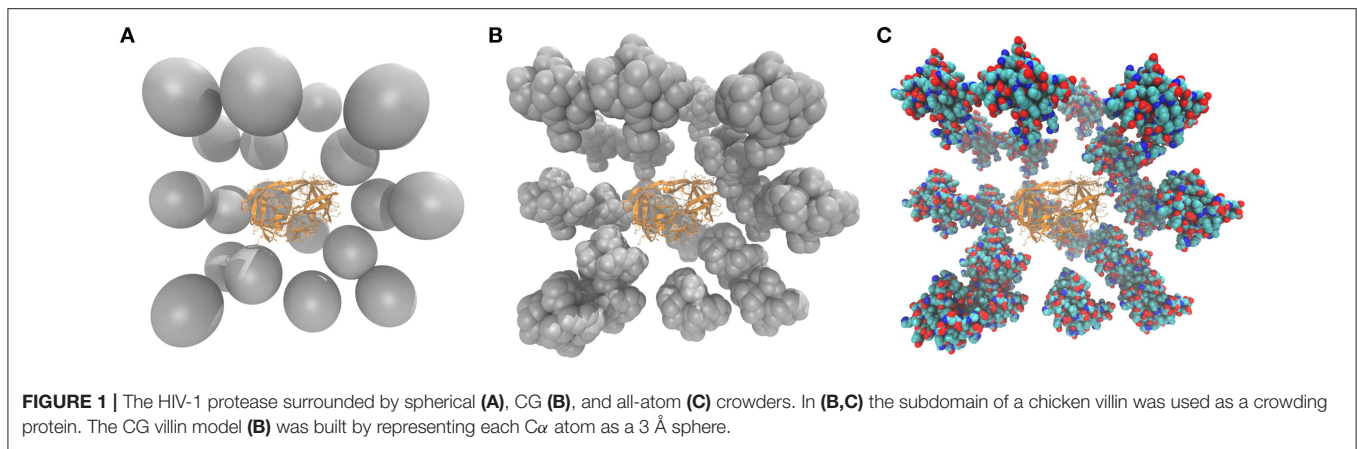 A
B
C
FIGURE 1 | The HIV-1 protease surrounded by spherical (A), CG (B), and all-atom (C) crowders. In (B,C) the subdomain of a chicken villin was used as a crowding
protein. The CG villin model (B) was built by representing each Cα atom as a 3 Å sphere.